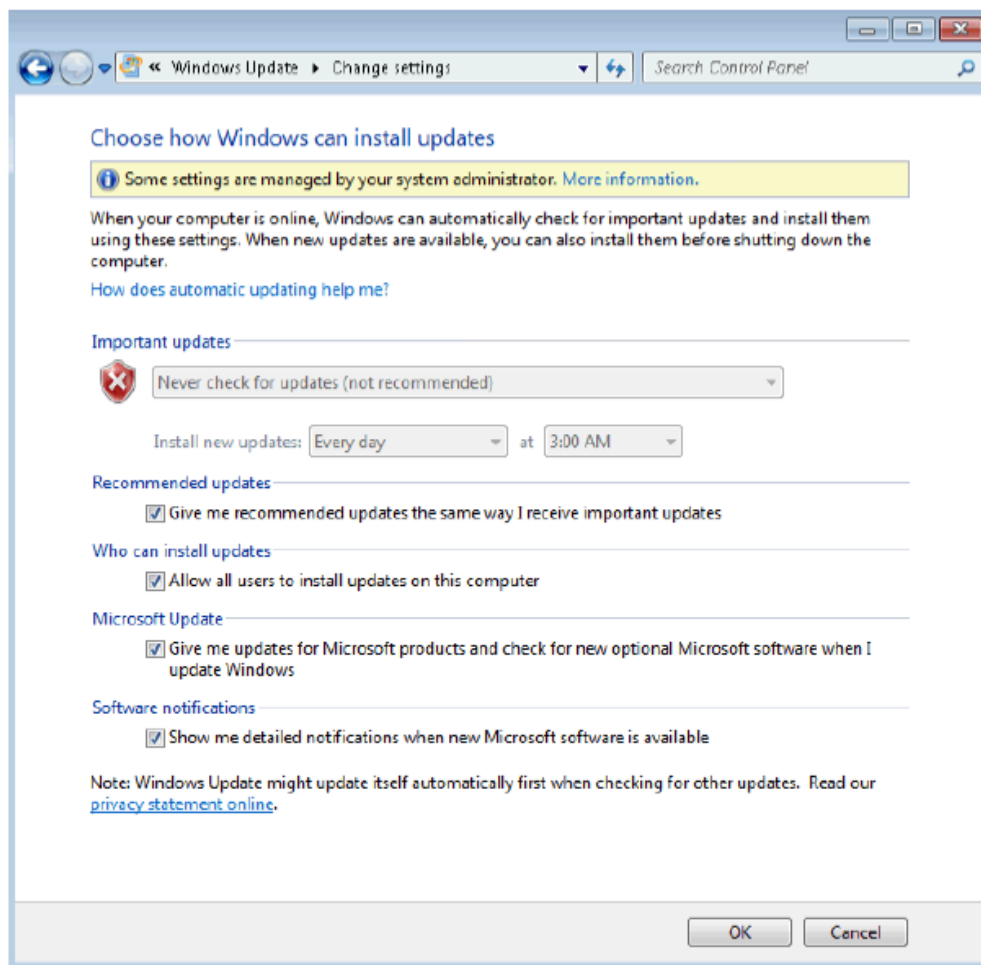 « Windows Update ▸ Change settings
Search Control Panel
Choose how Windows can install updates
Some settings are managed by your system administrator. More information.
When your computer is online, Windows can automatically check for important updates and install them
using these settings. When new updates are available, you can also install them before shutting down the
computer.
How does automatic updating help me?
Important updates
Never check for updates (not recommended)
Install new updates: Every day at 3:00 AM
Recommended updates
Give me recommended updates the same way I receive important updates
Who can install updates
Allow all users to install updates on this computer
Microsoft Update
Give me updates for Microsoft products and check for new optional Microsoft software when I
update Windows
Software notifications
Show me detailed notifications when new Microsoft software is available
Note: Windows Update might update itself automatically first when checking for other updates. Read our
privacy statement online.
OK Cancel